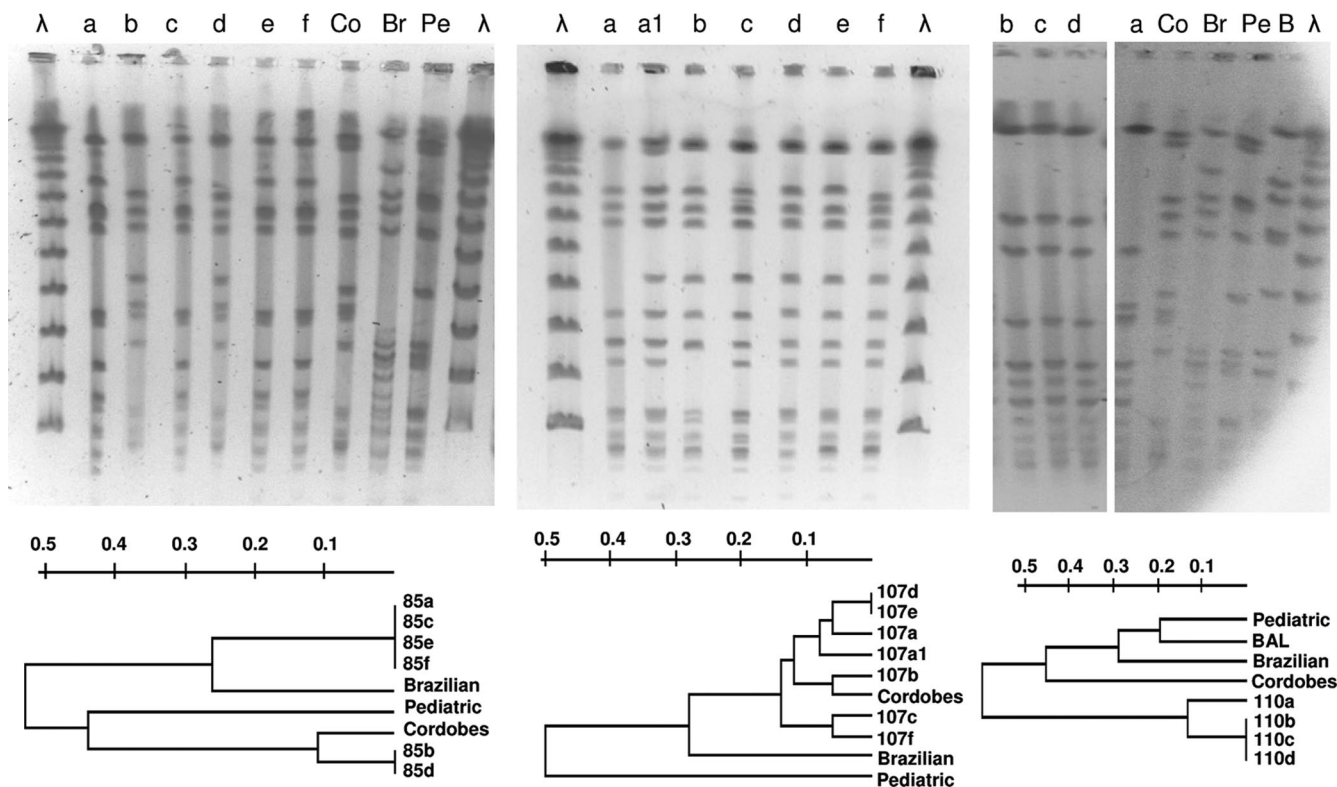 λ a b c d e f Co Br Pe λ
λ a a1 b c d e f λ
b c d a Co Br Pe B λ
0.5 0.4 0.3 0.2 0.1
85a
85c
85e
85f
Brazilian
Pediatric
Cordobes
85b
85d
0.5 0.4 0.3 0.2 0.1
107d
107e
107a
107a1
107b
Cordobes
107c
107f
Brazilian
Pediatric
0.5 0.4 0.3 0.2 0.1
Pediatric
BAL
Brazilian
Cordobes
110a
110b
110c
110d